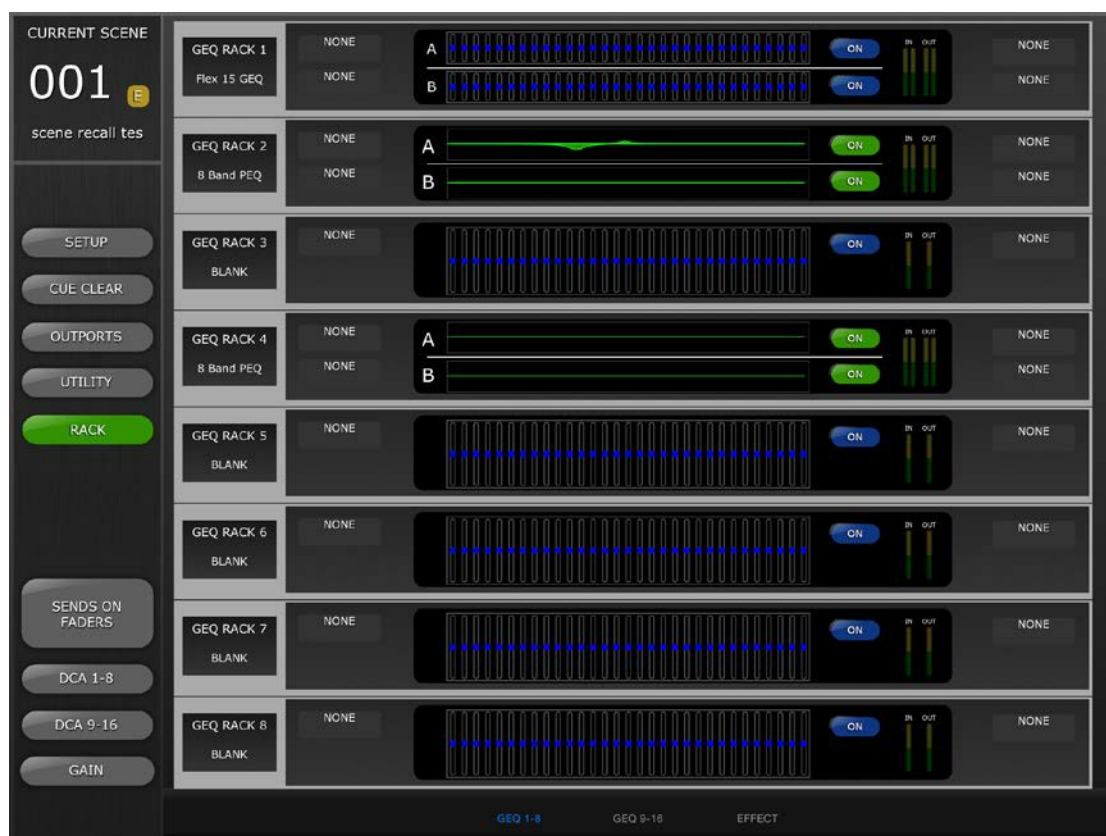 CURRENT SCENE
001 E
scene recall tes
SETUP
CUE CLEAR
OUTPORTS
UTILITY
RACK
SENDS ON
FADERS
DCA 1-8
DCA 9-16
GAIN
GEQ RACK 1
Flex 15 GEQ
NONE
NONE
A
B
ON
ON
IN OUT
NONE
NONE
GEQ RACK 2
8 Band PEQ
NONE
NONE
A
B
ON
ON
IN OUT
NONE
NONE
GEQ RACK 3
BLANK
NONE
ON
IN OUT
NONE
GEQ RACK 4
8 Band PEQ
NONE
NONE
A
B
ON
ON
IN OUT
NONE
NONE
GEQ RACK 5
BLANK
NONE
ON
IN OUT
NONE
GEQ RACK 6
BLANK
NONE
ON
IN OUT
NONE
GEQ RACK 7
BLANK
NONE
ON
IN OUT
NONE
GEQ RACK 8
BLANK
NONE
ON
IN OUT
NONE
GEQ 1-8 GEQ 9-16 EFFECT